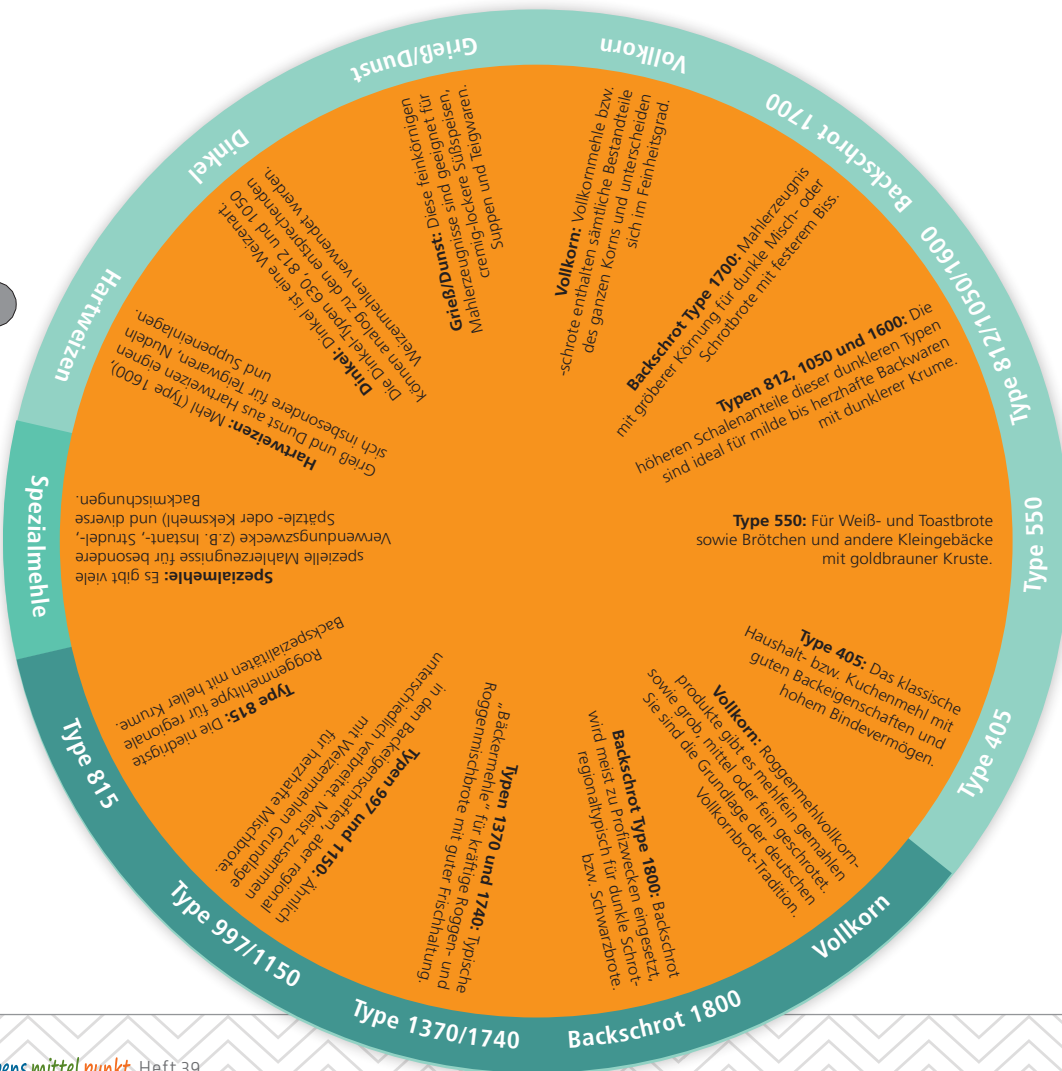 Type 405
Type 550
Type 812/1050/1600
Backschrot 1700
Vollkorn
Grieß/Dunst
Dinkel
Hartweizen
Spezialmehle
Type 815
Type 997/1150
Type 1370/1740
Backschrot 1800
Vollkorn
Type 405: Das klassische
Haushalt- bzw. Kuchenmehl mit
guten Backeigenschaften und
hohem Bindevermögen.
Type 550: Für Weiß- und Toastbrote
sowie Brötchen und andere Kleingebäcke
mit goldbrauner Kruste.
Typen 812, 1050 und 1600: Die
höheren Schalenanteile dieser dunkleren Typen
sind ideal für milde bis herzhafte Backwaren
mit dunklerer Krume.
Backschrot Type 1700: Mahlerzeugnis
mit gröberer Körnung für dunkle Misch- oder
Schrotbrote mit festerem Biss.
Vollkorn: Vollkornmehle bzw.
-schrote enthalten sämtliche Bestandteile
des ganzen Korns und unterscheiden
sich im Feinheitsgrad.
Grieß/Dunst: Diese feinkörnigen
Mahlerzeugnisse sind geeignet für
cremig-lockere Süßspeisen,
Suppen und Teigwaren.
Dinkel: Dinkel ist eine Weizenart.
Die Dinkel-Typen 630, 812 und 1050
können analog zu den entsprechenden
Weizenmehlen verwendet werden.
Hartweizen: Mehl (Type 1600),
Grieß und Dunst aus Hartweizen eignen
sich insbesondere für Teigwaren, Nudeln
und Suppeneinlagen.
Spezialmehle: Es gibt viele
spezielle Mahlerzeugnisse für besondere
Verwendungszwecke (z.B. Instant-, Strudel-,
Spätzle- oder Keksmehl) und diverse
Backmischungen.
Type 815: Die niedrigste
Roggenmehltype für regionale
Backspezialitäten mit heller Krume.
Typen 997 und 1150: Ähnlich
in den Backeigenschaften, aber regional
unterschiedlich verbreitet. Meist zusammen
mit Weizenmehlen Grundlage
für herzhafte Mischbrote.
Typen 1370 und 1740: Typische
„Bäckermehle“ für kräftige Roggen- und
Roggenmischbrote mit guter Frischhaltung.
Backschrot Type 1800: Backschrot
wird meist zu Profizwecken eingesetzt,
regionaltypisch für dunkle Schrot-
bzw. Schwarzbrote.
Vollkorn: Roggenmehlvollkorn-
produkte gibt es mehlfein gemahlen
sowie grob, mittel oder fein geschrotet.
Sie sind die Grundlage der deutschen
Vollkornbrot-Tradition.
mittel punkt Heft 39